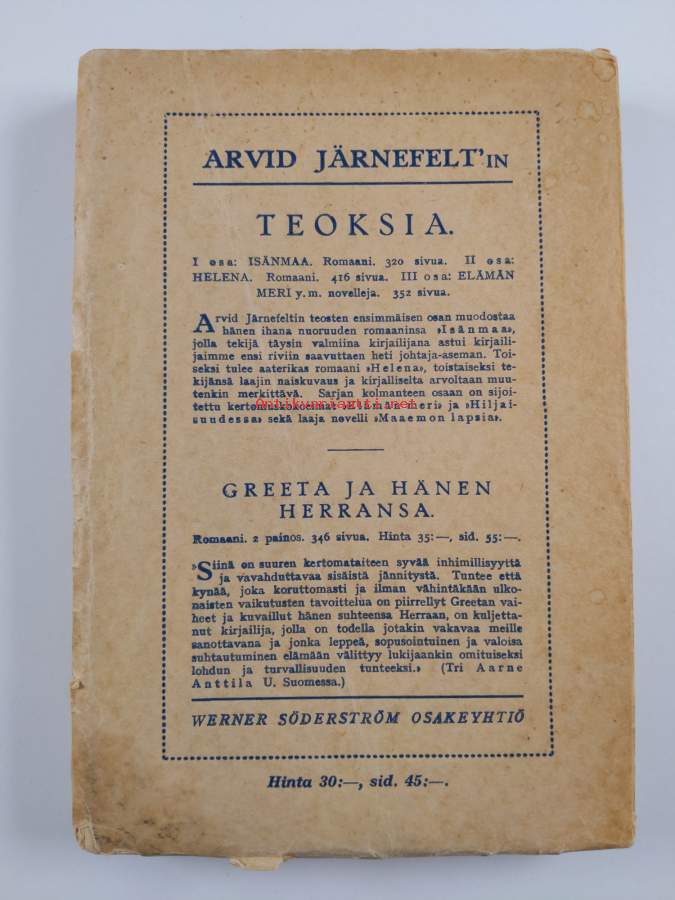 ARVID JÄRNEFELT'IN
TEOKSIA.
I osa: ISÄNMAA. Romaani. 320 sivua. II osa:
HELENA. Romaani. 416 sivua. III osa: ELÄMÄN
MERI y.m. novelleja. 352 sivua.
Arvid Järnefeltin teosten ensimmäisen osan muodostaa
hänen ihana nuoruuden romaaninsa »Isänmaa»,
jolla tekijä täysin valmiina kirjailijana astui kirjaili-
jaimme ensi riviin saavuttaen heti johtaja-aseman. Toi-
seksi tulee aaterikas romaani »Helena», toistaiseksi te-
kijänsä laajin naiskuvaus ja kirjalliselta arvoltaan muu-
tenkin merkittävä. Sarjan kolmanteen osaan on sijoi-
tettu kertomuskokoelmat »Elämän meri» ja »Hiljai-
suudessa» sekä laaja novelli »Maaemon lapsia».
Antikvariantti.net
GREETA JA HÄNEN
HERRANSA.
Romaani. 2 painos. 346 sivua. Hinta 35:—, sid. 55:—.
»Siinä on suuren kertomataiteen syvää inhimillisyyttä
ja vavahduttavaa sisäistä jännitystä. Tuntee että
kynää, joka koruttomasti ja ilman vähintäkään ulko-
naisten vaikutusten tavoittelua on piirrellyt Greetan vai-
heet ja kuvaillut hänen suhteensa Herraan, on kuljetta-
nut kirjailija, jolla on todella jotakin vakavaa meille
sanottavana ja jonka leppeä, sopusointuinen ja valoisa
suhtautuminen elämään välittyy lukijaankin omituiseksi
lohdun ja turvallisuuden tunteeksi.» (Tri Aarne
Anttila U. Suomessa.)
WERNER SÖDERSTRÖM OSAKEYHTIÖ
Hinta 30:—, sid. 45:—.